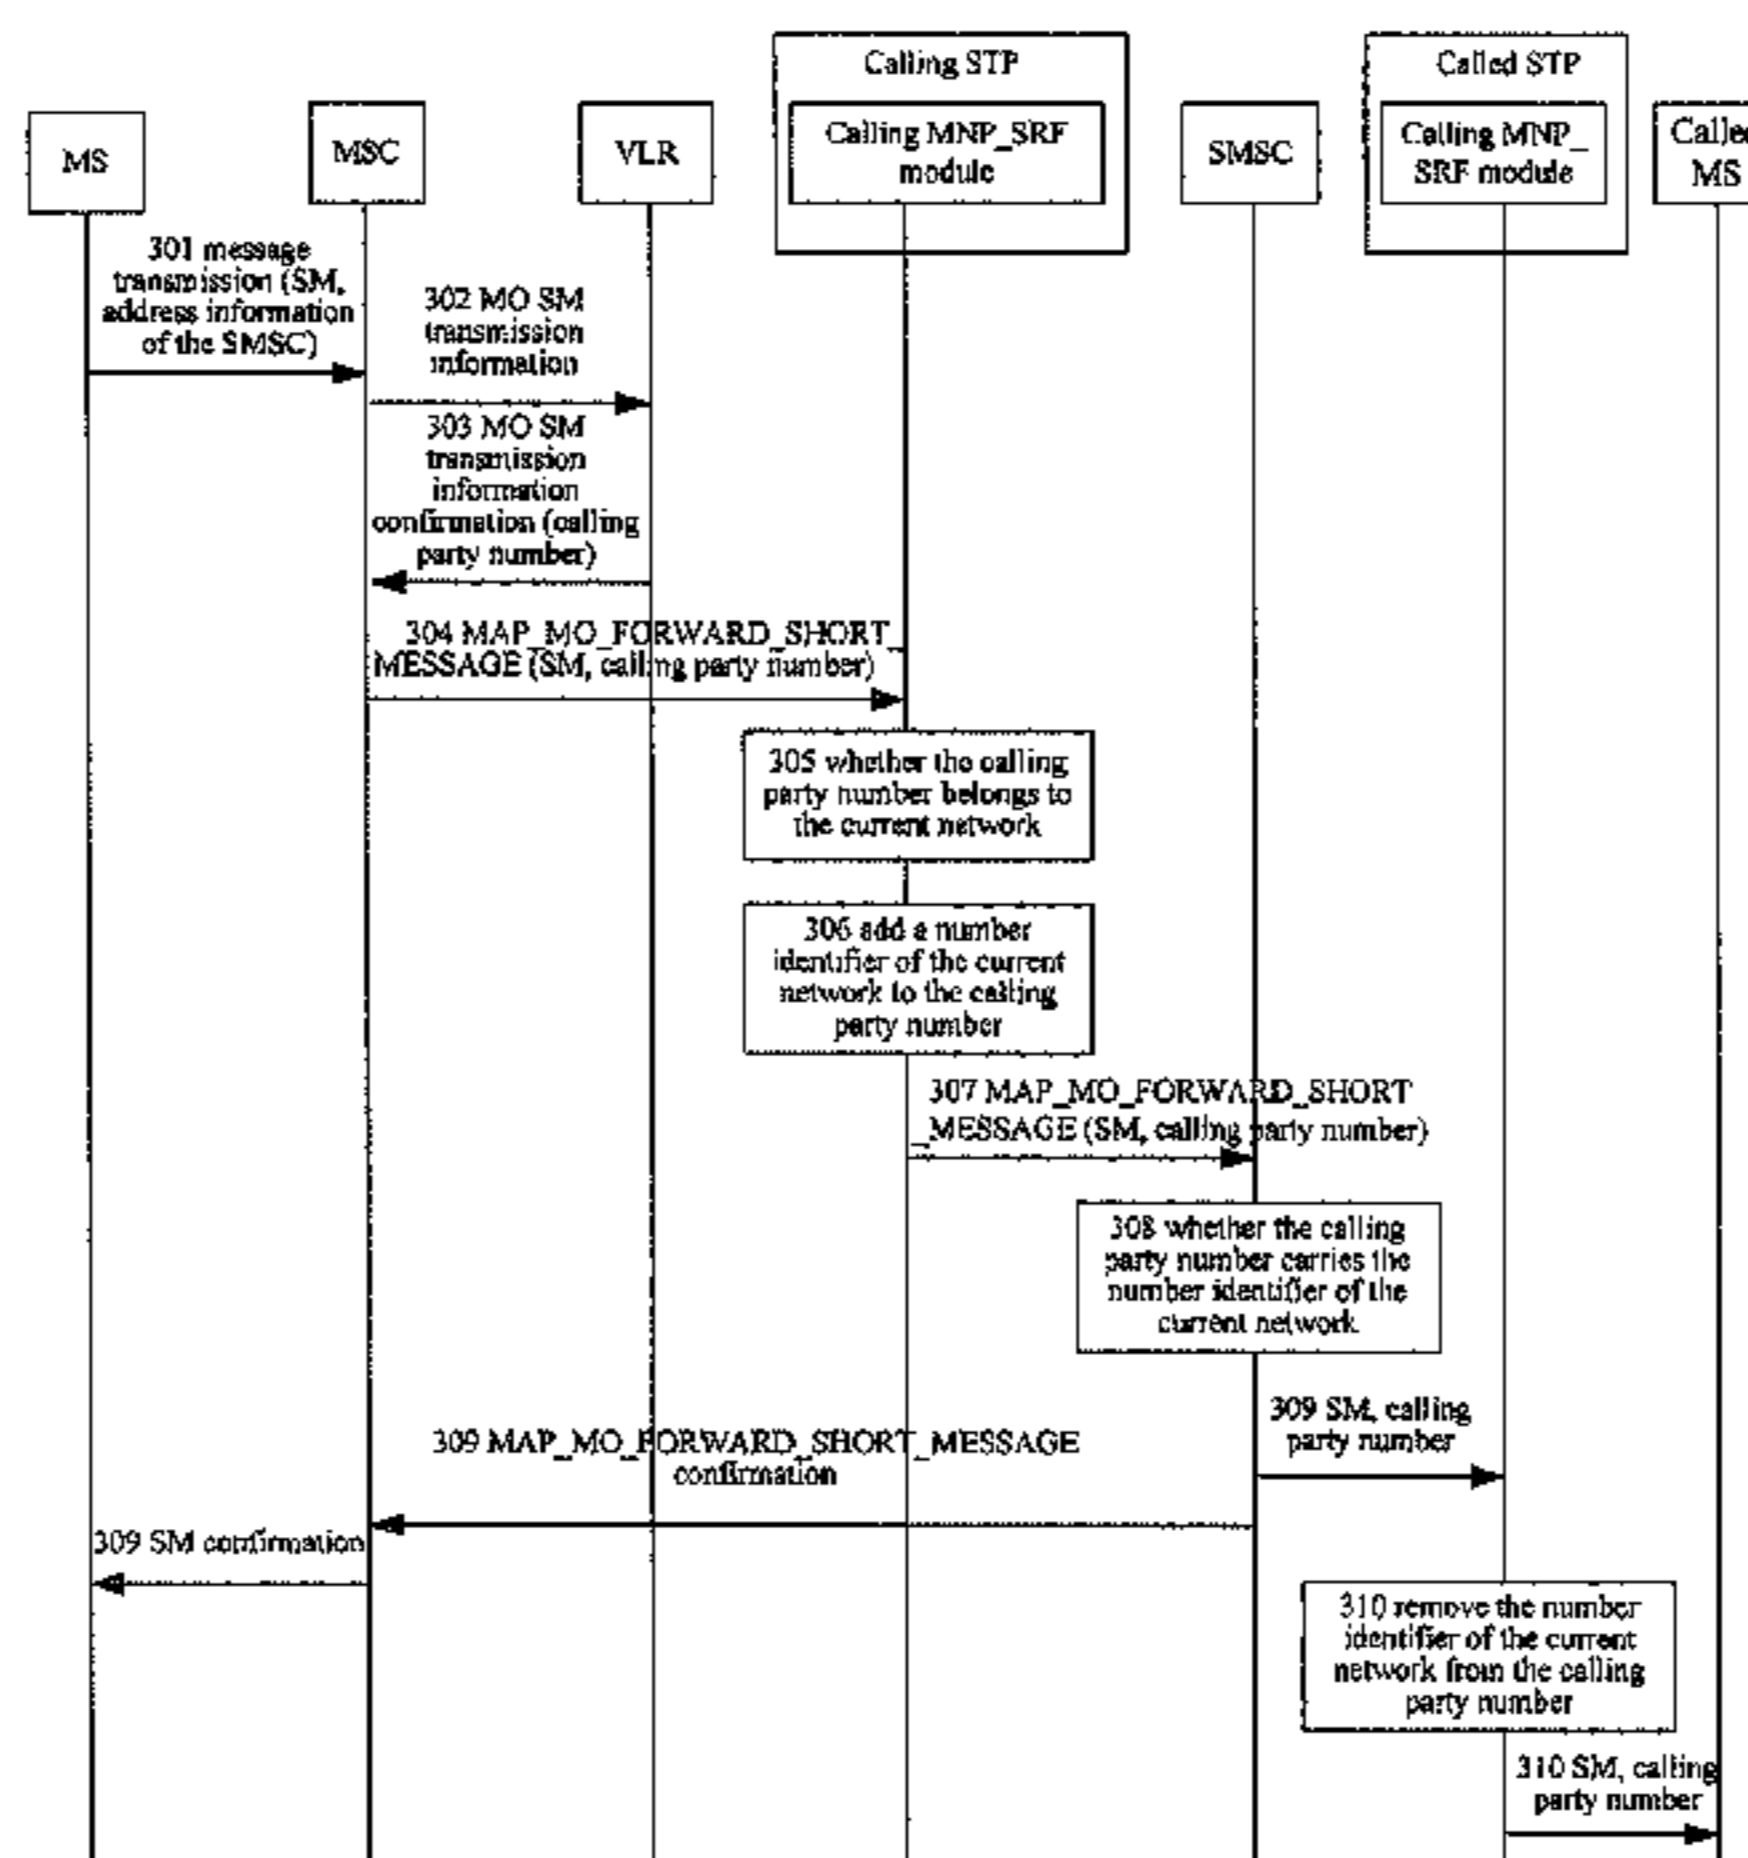 Calling STP
Called STP
MS
MSC
VLR
Calling MNP_SRF
module
SMSC
Calling MNP_
SRF module
Called
MS
301 message
transmission (SM,
address information
of the SMSC)
302 MO SM
transmission
information
303 MO SM
transmission
information
confirmation (calling
party number)
304 MAP_MO_FORWARD_SHORT_
MESSAGE (SM, calling party number)
305 whether the calling
party number belongs to
the current network
306 add a number
identifier of the current
network to the calling
party number
307 MAP_MO_FORWARD_SHORT
_MESSAGE (SM, calling party number)
308 whether the calling
party number carries the
number identifier of the
current network
309 SM, calling
party number
309 MAP_MO_FORWARD_SHORT_MESSAGE
confirmation
309 SM confirmation
310 remove the number
identifier of the current
network from the calling
party number
310 SM, calling
party number